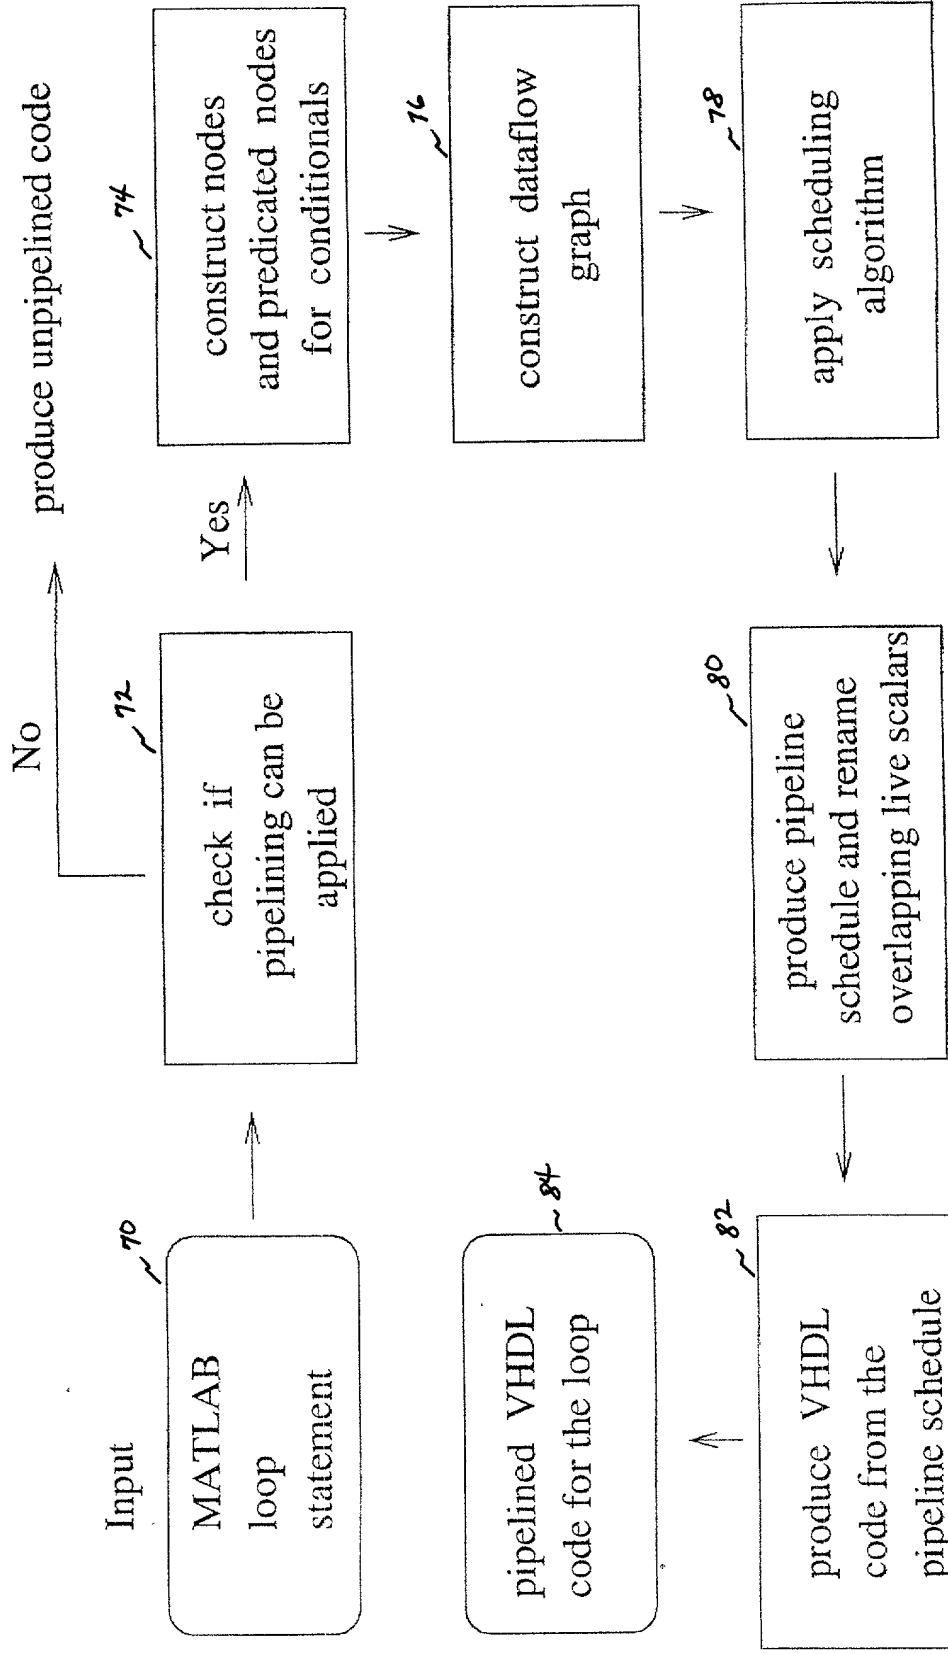 Input
70
MATLAB
loop
statement
72
check if
pipelining can be
applied
No
produce unpipelined code
Yes
74
construct nodes
and predicated nodes
for conditionals
76
construct dataflow
graph
78
apply scheduling
algorithm
80
produce pipeline
schedule and rename
overlapping live scalars
82
produce VHDL
code from the
pipeline schedule
84
pipelined VHDL
code for the loop